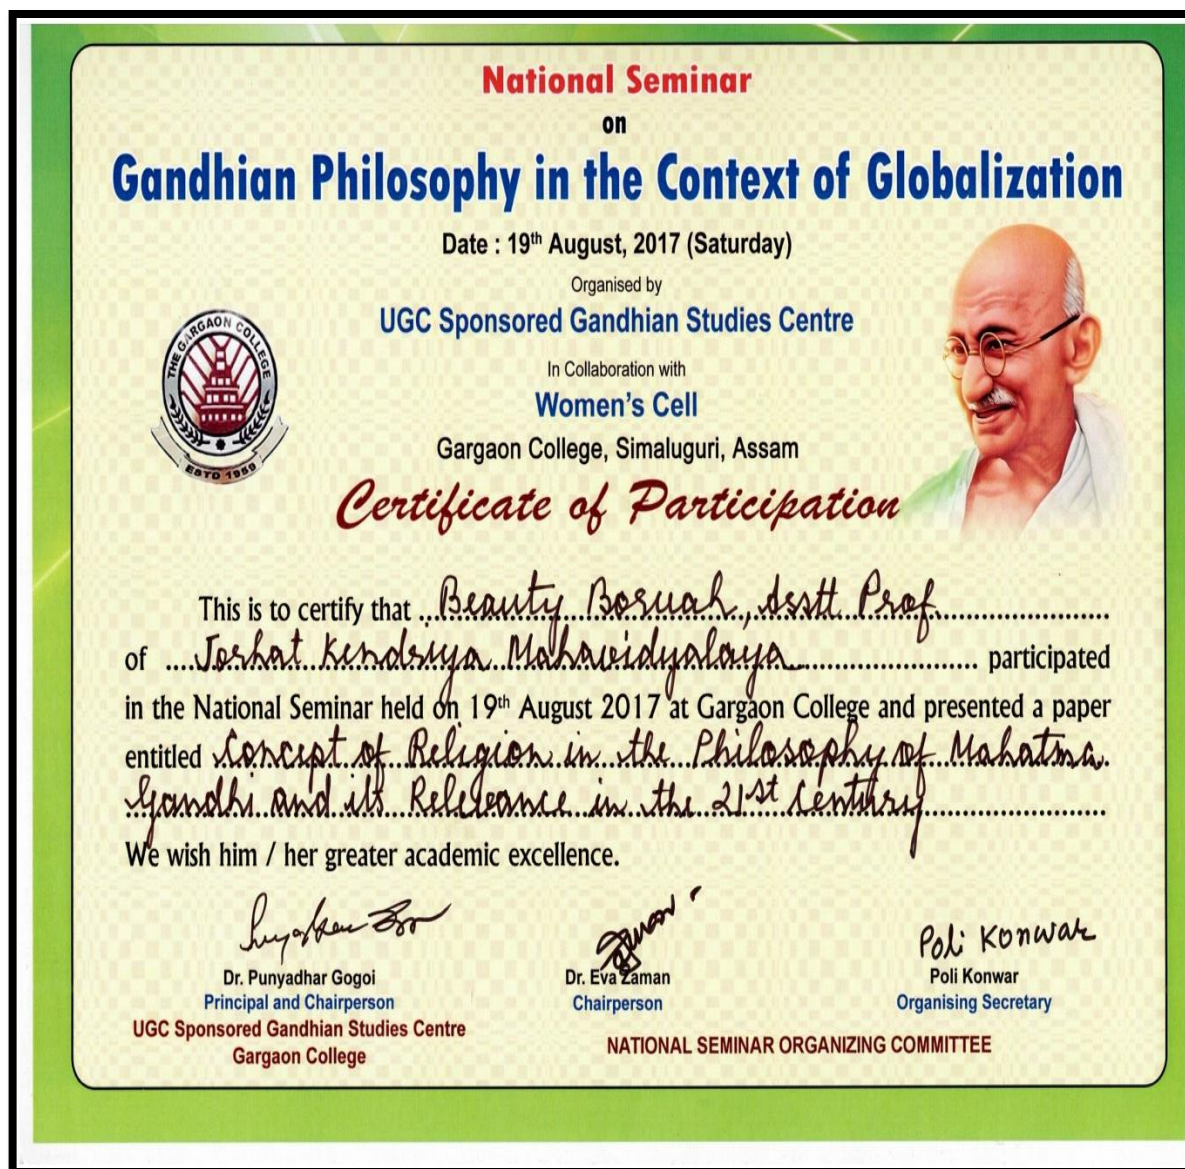 National Seminar
on
Gandhian Philosophy in the Context of Globalization
Date : 19th August, 2017 (Saturday)
Organised by
UGC Sponsored Gandhian Studies Centre
In Collaboration with
Women's Cell
Gargaon College, Simaluguri, Assam
THE GARGAON COLLEGE
ESTD 1959
Certificate of Participation
This is to certify that Beauty Boruah, Asstt Prof.
of Jorhat Kendriya Mahavidyalaya participated
in the National Seminar held on 19th August 2017 at Gargaon College and presented a paper
entitled Concept of Religion in the Philosophy of Mahatma
Gandhi and its Relevance in the 21st Century
We wish him / her greater academic excellence.
Poli Konwar
Dr. Punyadhar Gogoi
Principal and Chairperson
UGC Sponsored Gandhian Studies Centre
Gargaon College
Dr. Eva Zaman
Chairperson
Poli Konwar
Organising Secretary
NATIONAL SEMINAR ORGANIZING COMMITTEE